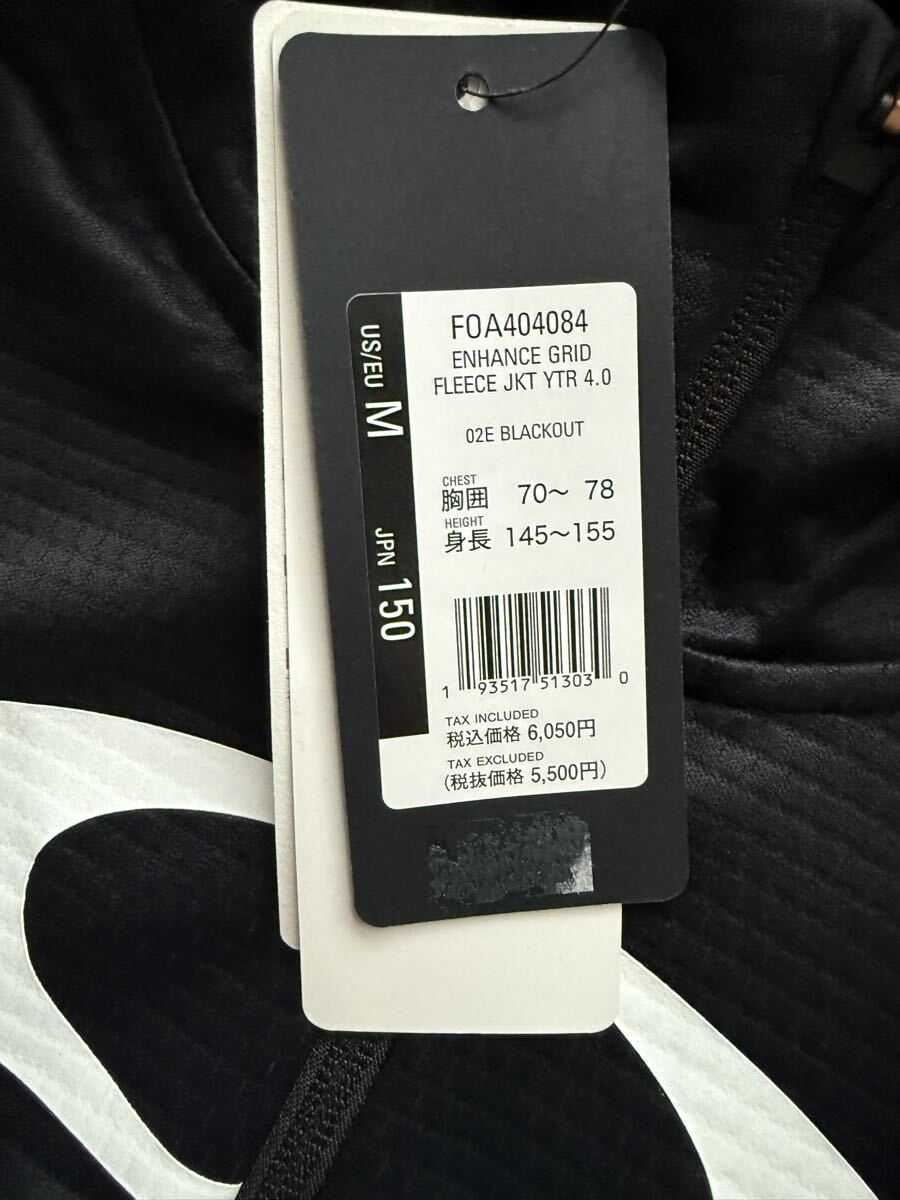 US/EU M JPN 150
FOA404084
ENHANCE GRID
FLEECE JKT YTR 4.0
02E BLACKOUT
CHEST
胸囲 70〜 78
HEIGHT
身長 145〜155
1 93517 51303 0
TAX INCLUDED
税込価格 6,050円
TAX EXCLUDED
(税抜価格 5,500円)